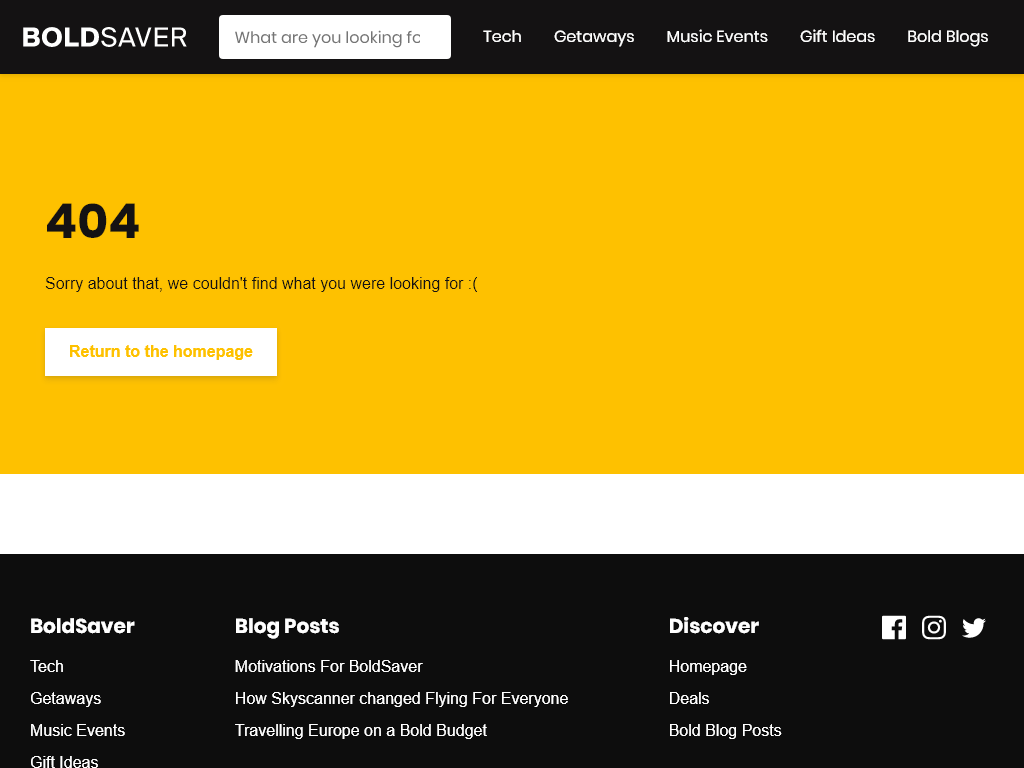 BOLDSAVER
What are you looking fo
Tech
Getaways
Music Events
Gift Ideas
Bold Blogs
404
Sorry about that, we couldn't find what you were looking for :(
Return to the homepage
BoldSaver
Tech
Getaways
Music Events
Gift Ideas
Blog Posts
Motivations For BoldSaver
How Skyscanner changed Flying For Everyone
Travelling Europe on a Bold Budget
Discover
Homepage
Deals
Bold Blog Posts